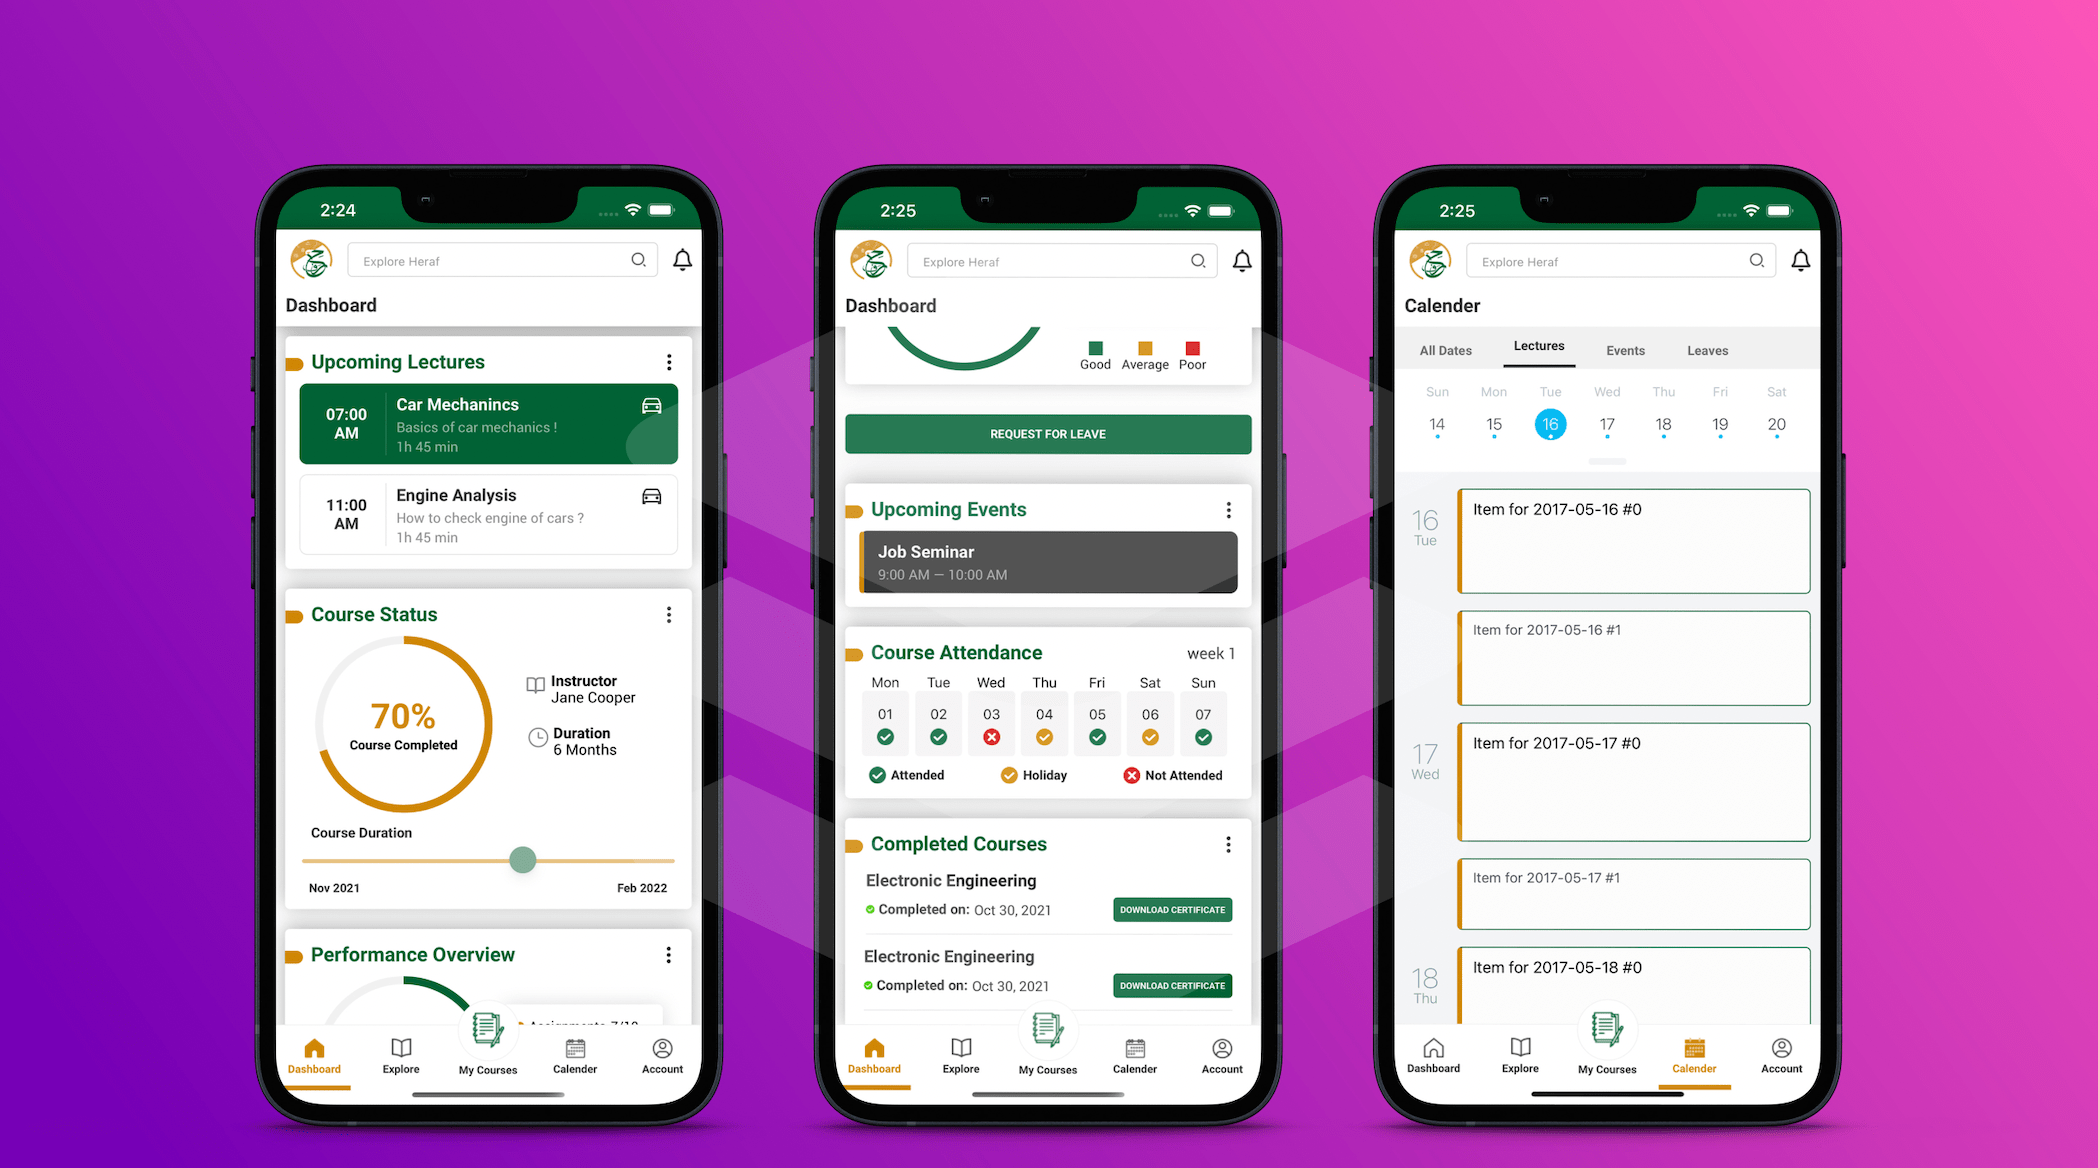 2:24
Explore Heraf
Dashboard
Upcoming Lectures
07:00
AM
Car Mechanincs
Basics of car mechanics !
1h 45 min
11:00
AM
Engine Analysis
How to check engine of cars ?
1h 45 min
Course Status
70%
Course Completed
Instructor
Jane Cooper
Duration
6 Months
Course Duration
Nov 2021
Feb 2022
Performance Overview
Assignments 7/10
Dashboard
Explore
My Courses
Calender
Account
2:25
Explore Heraf
Dashboard
Good
Average
Poor
REQUEST FOR LEAVE
Upcoming Events
Job Seminar
9:00 AM — 10:00 AM
Course Attendance
week 1
Mon Tue Wed Thu Fri Sat Sun
01 02 03 04 05 06 07
Attended
Holiday
Not Attended
Completed Courses
Electronic Engineering
Completed on: Oct 30, 2021
DOWNLOAD CERTIFICATE
Electronic Engineering
Completed on: Oct 30, 2021
DOWNLOAD CERTIFICATE
Dashboard
Explore
My Courses
Calender
Account
2:25
Explore Heraf
Calender
All Dates
Lectures
Events
Leaves
Sun Mon Tue Wed Thu Fri Sat
14 15 16 17 18 19 20
16
Tue
Item for 2017-05-16 #0
Item for 2017-05-16 #1
17
Wed
Item for 2017-05-17 #0
Item for 2017-05-17 #1
18
Thu
Item for 2017-05-18 #0
Dashboard
Explore
My Courses
Calender
Account